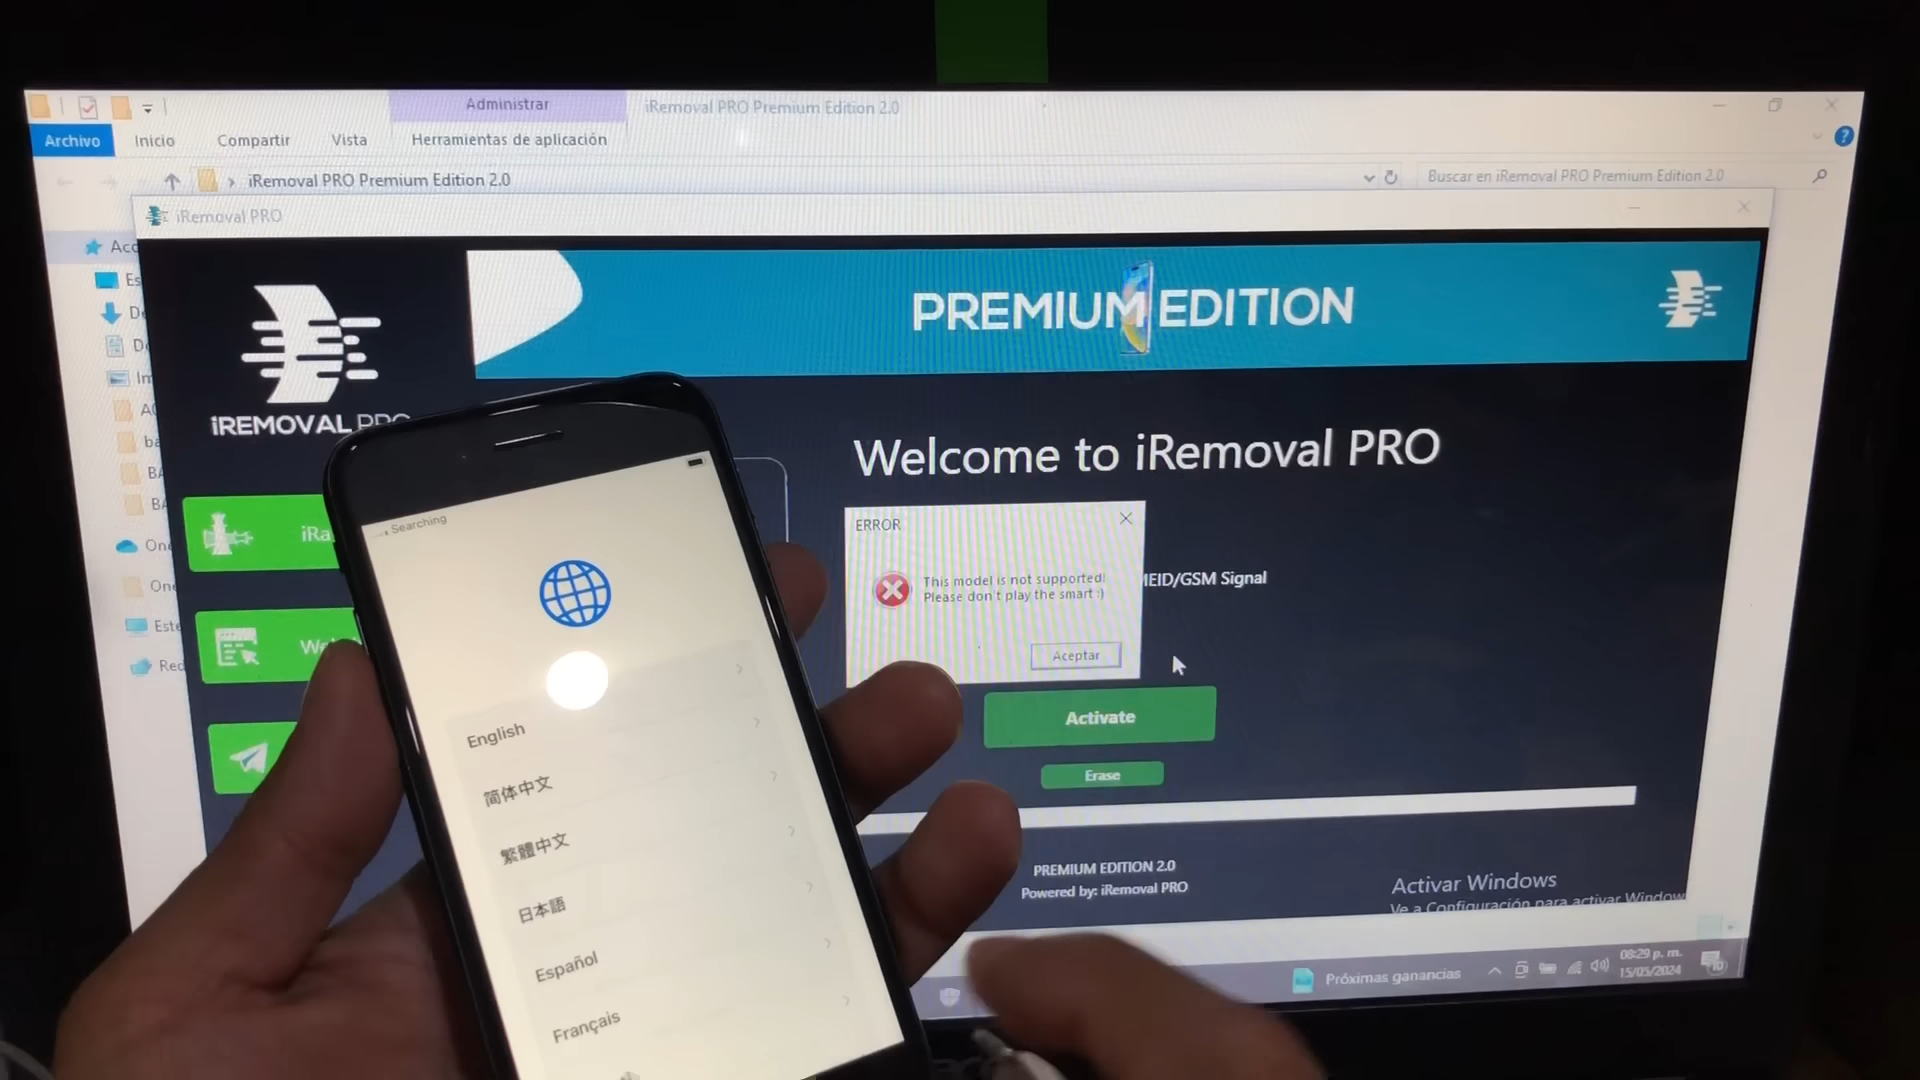 Administrar
iRemoval PRO Premium Edition 2.0
Archivo
Inicio
Compartir
Vista
Herramientas de aplicación
iRemoval PRO Premium Edition 2.0
Buscar en iRemoval PRO Premium Edition 2.0
iRemoval PRO
PREMIUM EDITION
iREMOVAL PRO
Welcome to iRemoval PRO
ERROR
This model is not supported!
Please don't play the smart :)
Aceptar
MEID/GSM Signal
Activate
Erase
PREMIUM EDITION 2.0
Powered by: iRemoval PRO
Activar Windows
Ve a Configuración para activar Windows
Próximas ganancias
08:29 p. m.
15/05/2024
Searching
English
简体中文
繁體中文
日本語
Español
Français